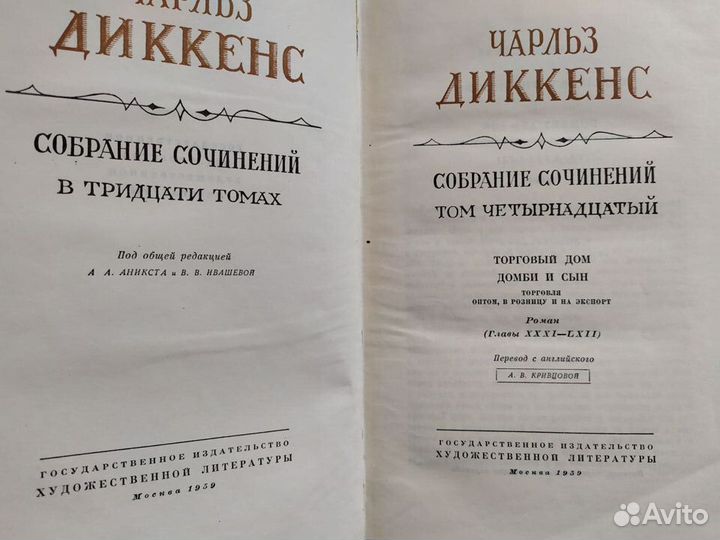 ЧАРЛЬЗ
ДИККЕНС
СОБРАНИЕ СОЧИНЕНИЙ
В ТРИДЦАТИ ТОМАХ
Под общей редакцией
А. А. АНИКСТА и В. В. ИВАШЕВОЙ
ГОСУДАРСТВЕННОЕ ИЗДАТЕЛЬСТВО
ХУДОЖЕСТВЕННОЙ ЛИТЕРАТУРЫ
Москва 1959
ЧАРЛЬЗ
ДИККЕНС
СОБРАНИЕ СОЧИНЕНИЙ
ТОМ ЧЕТЫРНАДЦАТЫЙ
ТОРГОВЫЙ ДОМ
ДОМБИ И СЫН
ТОРГОВЛЯ
ОПТОМ, В РОЗНИЦУ И НА ЭКСПОРТ
Роман
(Главы XXXI—LXII)
Перевод с английского
А. В. КРИВЦОВОЙ
ГОСУДАРСТВЕННОЕ ИЗДАТЕЛЬСТВО
ХУДОЖЕСТВЕННОЙ ЛИТЕРАТУРЫ
Москва 1959
Avito